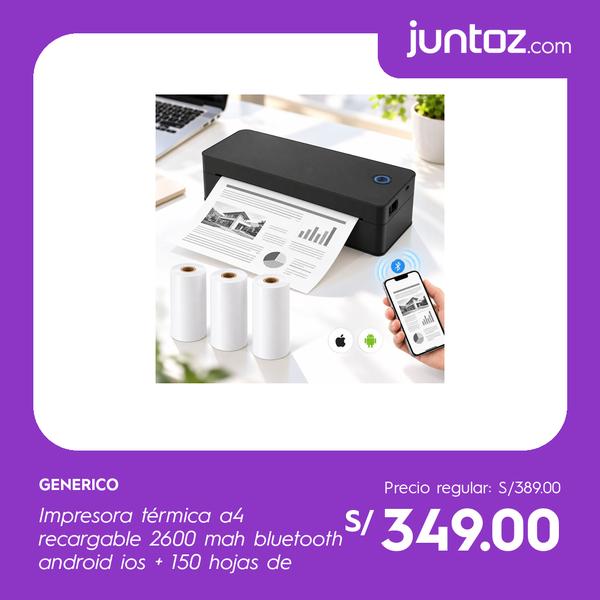 juntoz.com
GENERICO
Impresora térmica a4
recargable 2600 mah bluetooth
android ios + 150 hojas de
Precio regular: S/389.00
S/ 349.00